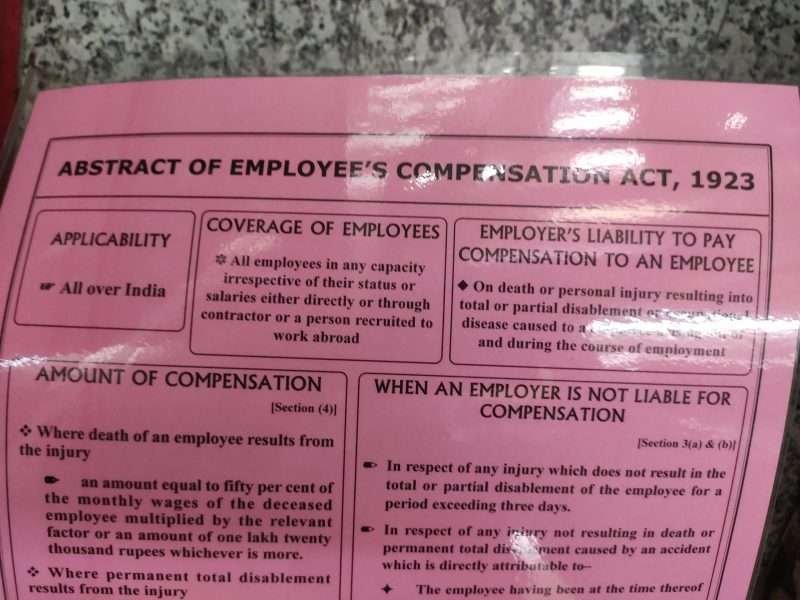 ABSTRACT OF EMPLOYEE'S COMPENSATION ACT, 1923
APPLICABILITY
☞ All over India
COVERAGE OF EMPLOYEES
✡ All employees in any capacity
irrespective of their status or
salaries either directly or through
contractor or a person recruited to
work abroad
EMPLOYER'S LIABILITY TO PAY
COMPENSATION TO AN EMPLOYEE
◆ On death or personal injury resulting into
total or partial disablement or occupational
disease caused to a
and during the course of employment
AMOUNT OF COMPENSATION
[Section (4)]
❖ Where death of an employee results from
the injury
✒ an amount equal to fifty per cent of
the monthly wages of the deceased
employee multiplied by the relevant
factor or an amount of one lakh twenty
thousand rupees whichever is more.
❖ Where permanent total disablement
results from the injury
WHEN AN EMPLOYER IS NOT LIABLE FOR
COMPENSATION
[Section 3(a) & (b)]
✒ In respect of any injury which does not result in the
total or partial disablement of the employee for a
period exceeding three days.
✒ In respect of any injury not resulting in death or
permanent total disablement caused by an accident
which is directly attributable to–
✦ The employee having been at the time thereof